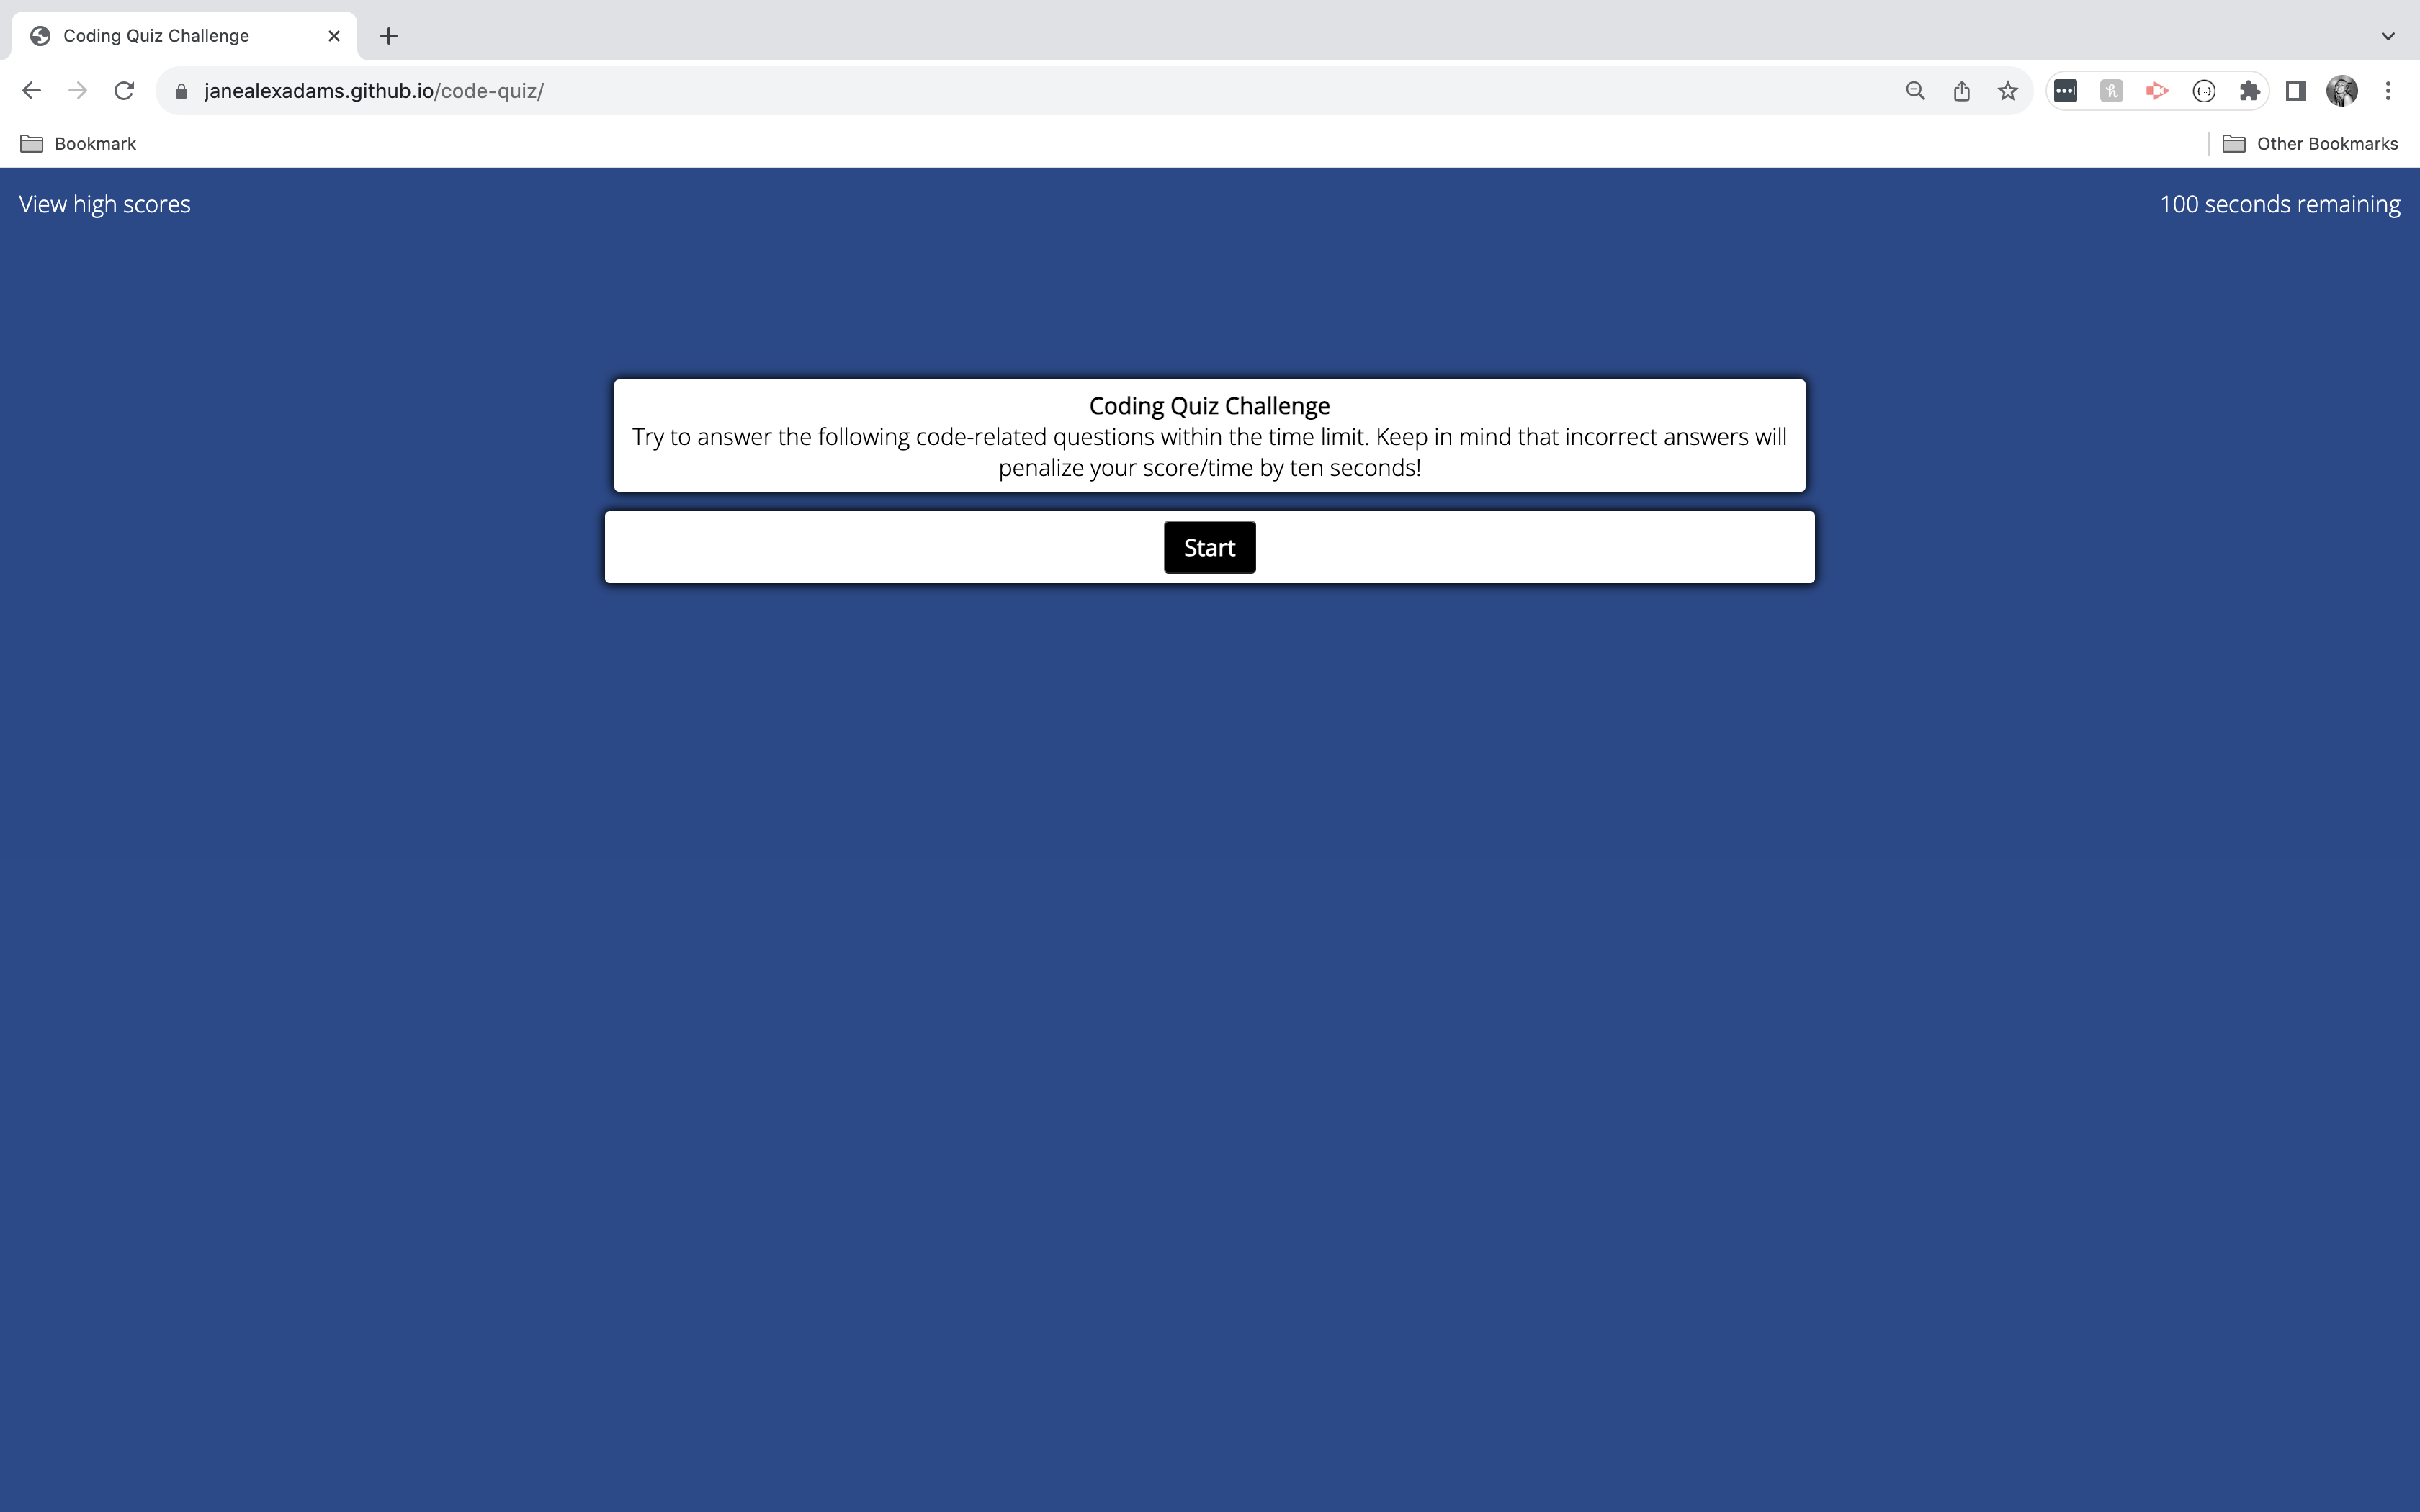 Coding Quiz Challenge
janealexadams.github.io/code-quiz/
Bookmark
Other Bookmarks
View high scores
100 seconds remaining
Coding Quiz Challenge
Try to answer the following code-related questions within the time limit. Keep in mind that incorrect answers will
penalize your score/time by ten seconds!
Start